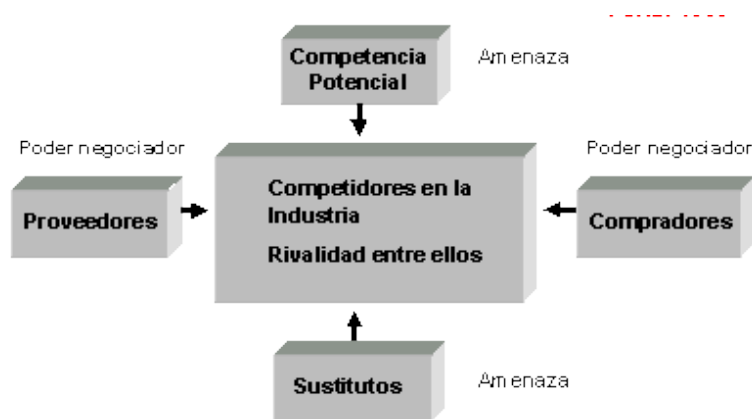 Competencia
Potencial
Amenaza
Poder negociador
Poder negociador
Proveedores
Competidores en la
Industria
Rivalidad entre ellos
Compradores
Sustitutos
Amenaza